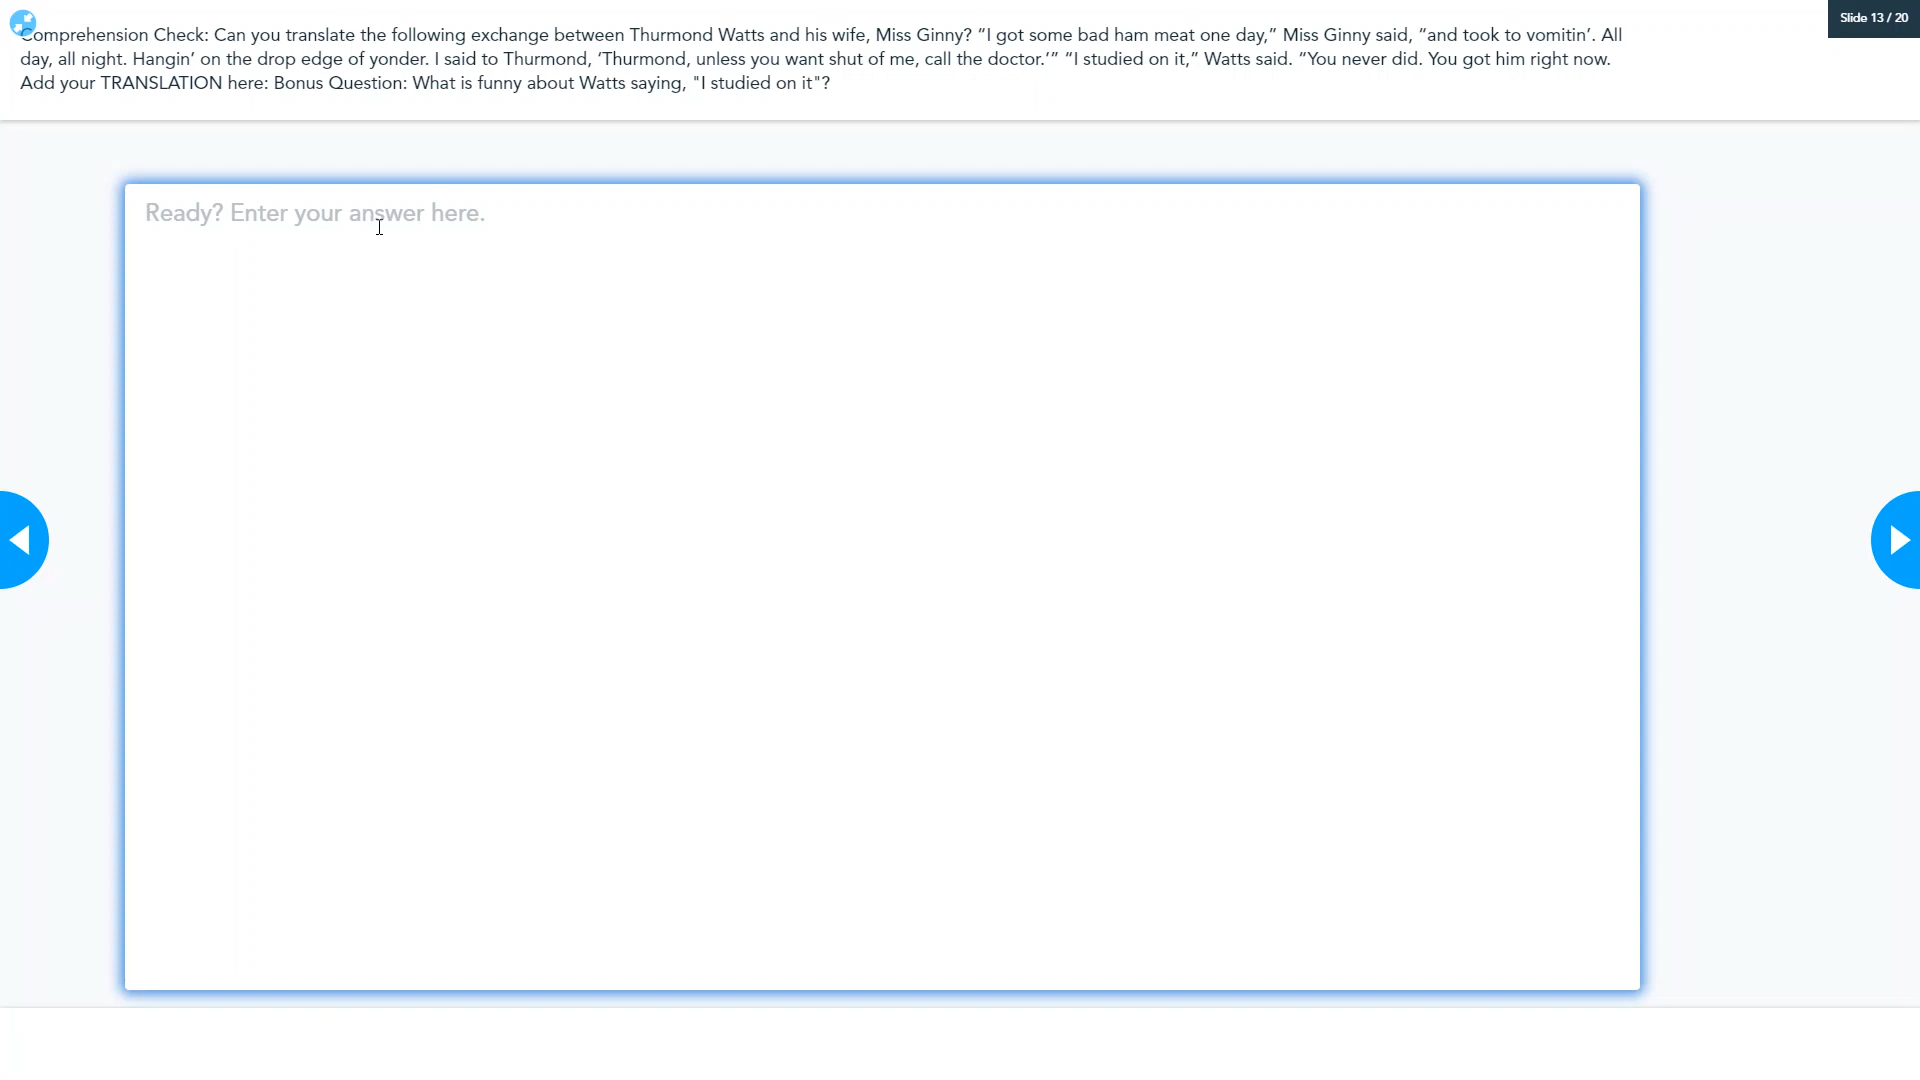 Slide 13 / 20
Comprehension Check: Can you translate the following exchange between Thurmond Watts and his wife, Miss Ginny? “I got some bad ham meat one day,” Miss Ginny said, “and took to vomitin’. All
day, all night. Hangin’ on the drop edge of yonder. I said to Thurmond, ‘Thurmond, unless you want shut of me, call the doctor.’” “I studied on it,” Watts said. “You never did. You got him right now.
Add your TRANSLATION here: Bonus Question: What is funny about Watts saying, "I studied on it"?
Ready? Enter your answer here.